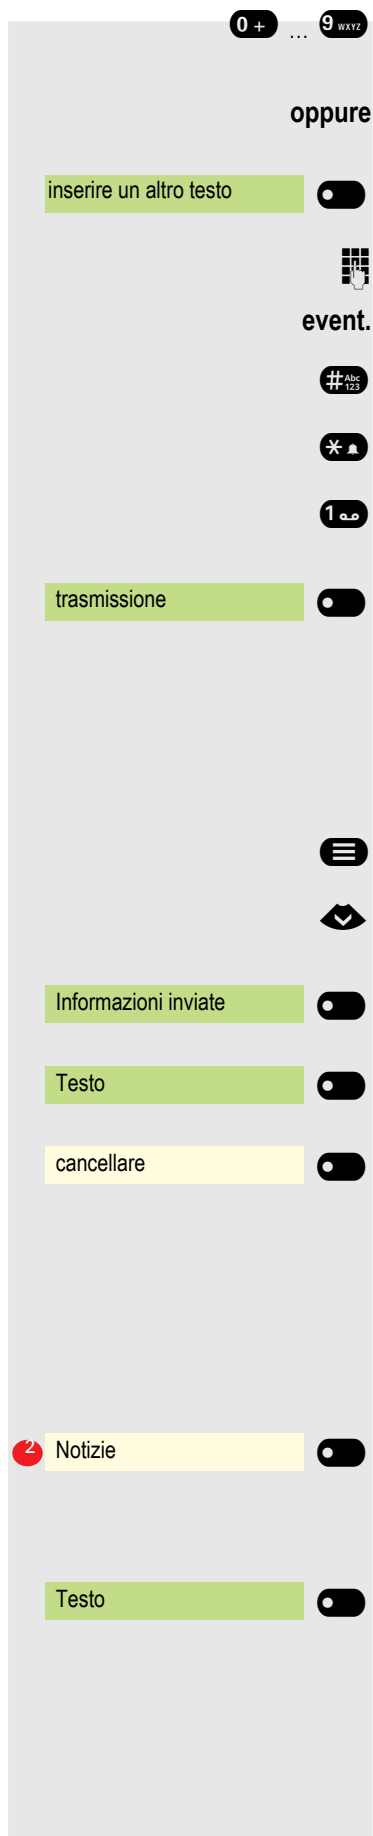 0 + ... 9 WXYZ
oppure
inserire un altro testo
event.
# Abc 123
* 
1
trasmissione
Informazioni inviate
Testo
cancellare
2 Notizie
Testo